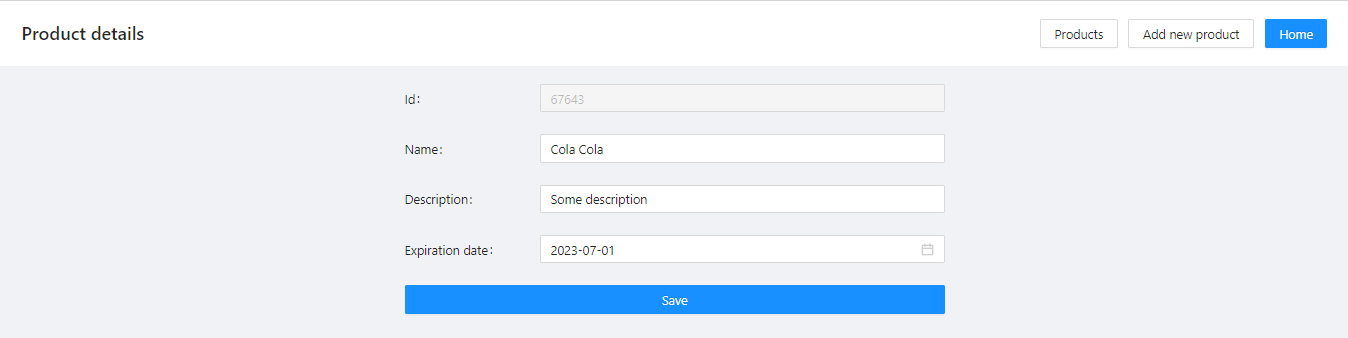 Product details
Products
Add new product
Home
Id:
67643
Name:
Cola Cola
Description:
Some description
Expiration date:
2023-07-01
Save